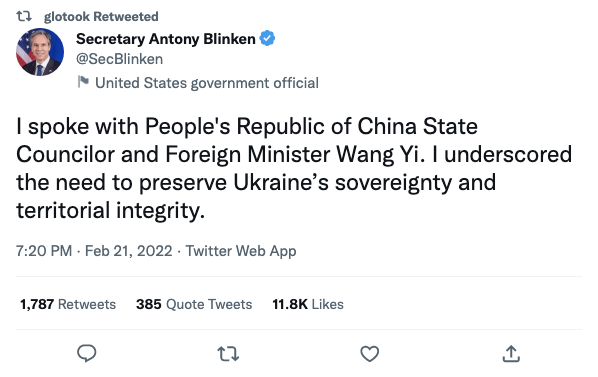 glotook Retweeted
Secretary Antony Blinken
@SecBlinken
United States government official
I spoke with People's Republic of China State
Councilor and Foreign Minister Wang Yi. I underscored
the need to preserve Ukraine’s sovereignty and
territorial integrity.
7:20 PM · Feb 21, 2022 · Twitter Web App
1,787 Retweets 385 Quote Tweets 11.8K Likes